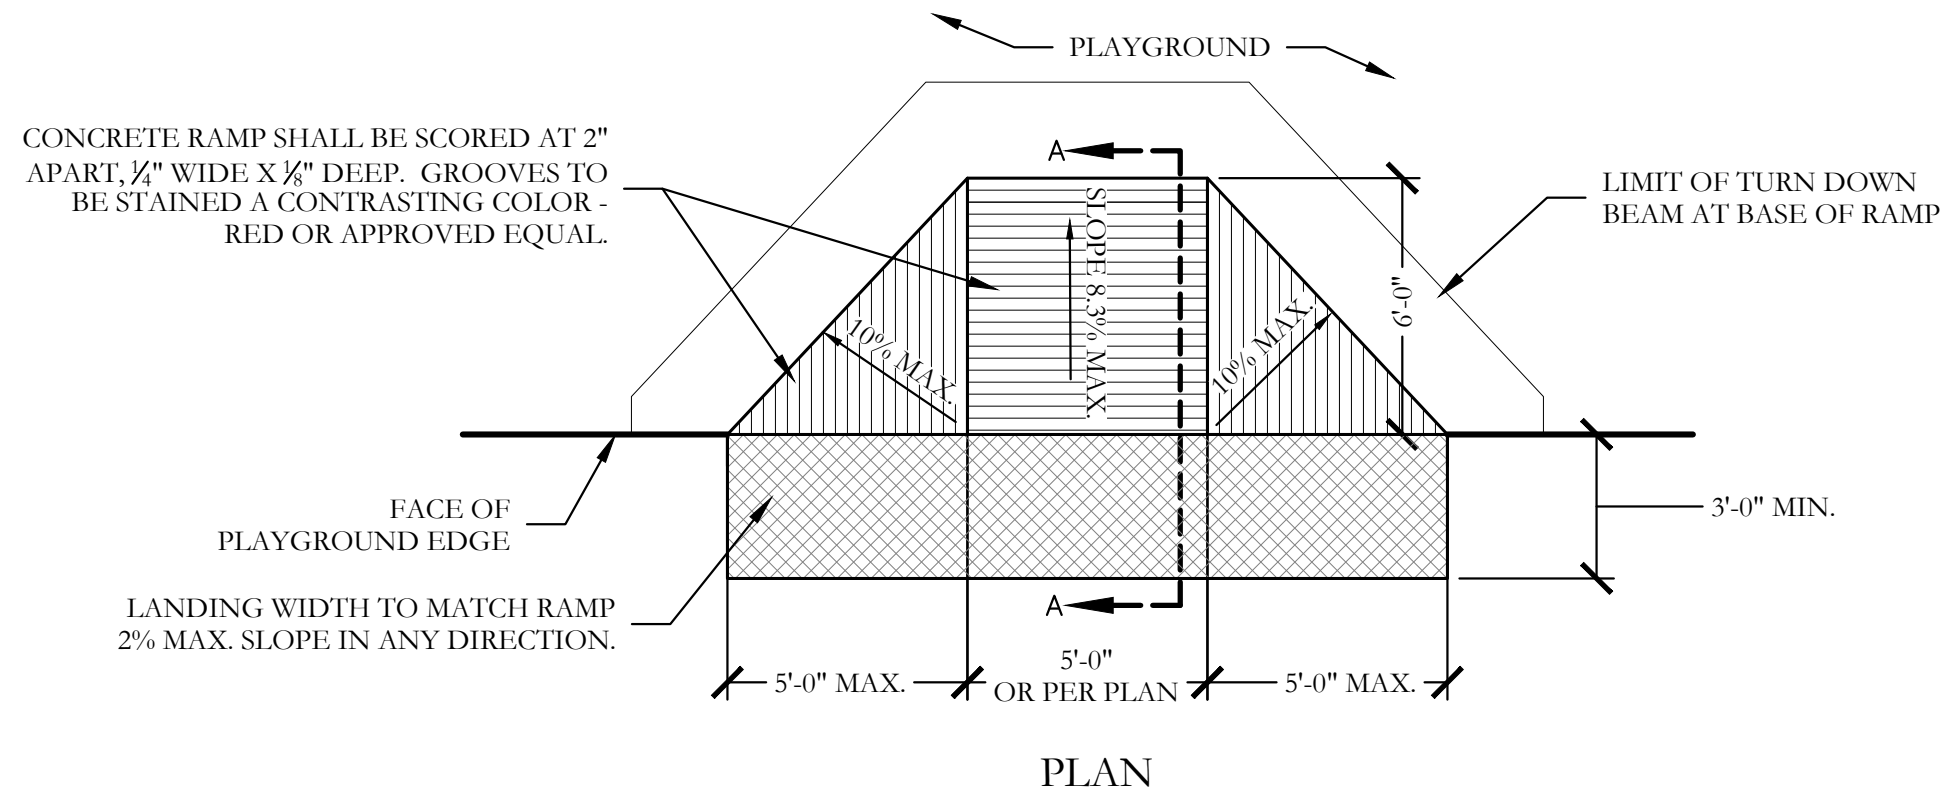 PLAYGROUND
CONCRETE RAMP SHALL BE SCORED AT 2"
APART, ¼" WIDE X ⅛" DEEP. GROOVES TO
BE STAINED A CONTRASTING COLOR -
RED OR APPROVED EQUAL.
A
LIMIT OF TURN DOWN
BEAM AT BASE OF RAMP
SLOPE 8.3% MAX.
6'-0"
10% MAX.
10% MAX.
FACE OF
PLAYGROUND EDGE
3'-0" MIN.
LANDING WIDTH TO MATCH RAMP
2% MAX. SLOPE IN ANY DIRECTION.
A
5'-0" MAX.
5'-0"
OR PER PLAN
5'-0" MAX.
PLAN